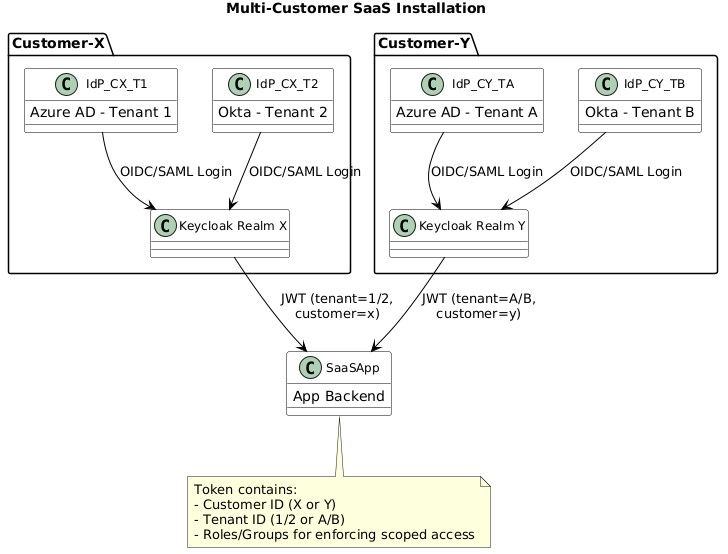 Multi-Customer SaaS Installation
Customer-X
Customer-Y
C IdP_CX_T1
Azure AD - Tenant 1
C IdP_CX_T2
Okta - Tenant 2
C IdP_CY_TA
Azure AD - Tenant A
C IdP_CY_TB
Okta - Tenant B
OIDC/SAML Login
OIDC/SAML Login
OIDC/SAML Login
OIDC/SAML Login
C Keycloak Realm X
C Keycloak Realm Y
JWT (tenant=1/2,
customer=x)
JWT (tenant=A/B,
customer=y)
C SaaSApp
App Backend
Token contains:
- Customer ID (X or Y)
- Tenant ID (1/2 or A/B)
- Roles/Groups for enforcing scoped access